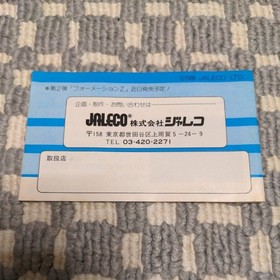 ★第2弾「フォーメーションZ」近日発売予定!
企画・制作・お問い合わせは
JALECO® 株式会社ジャレコ
〒158 東京都世田谷区上用賀5-24-9
TEL 03-420-2271
取扱店